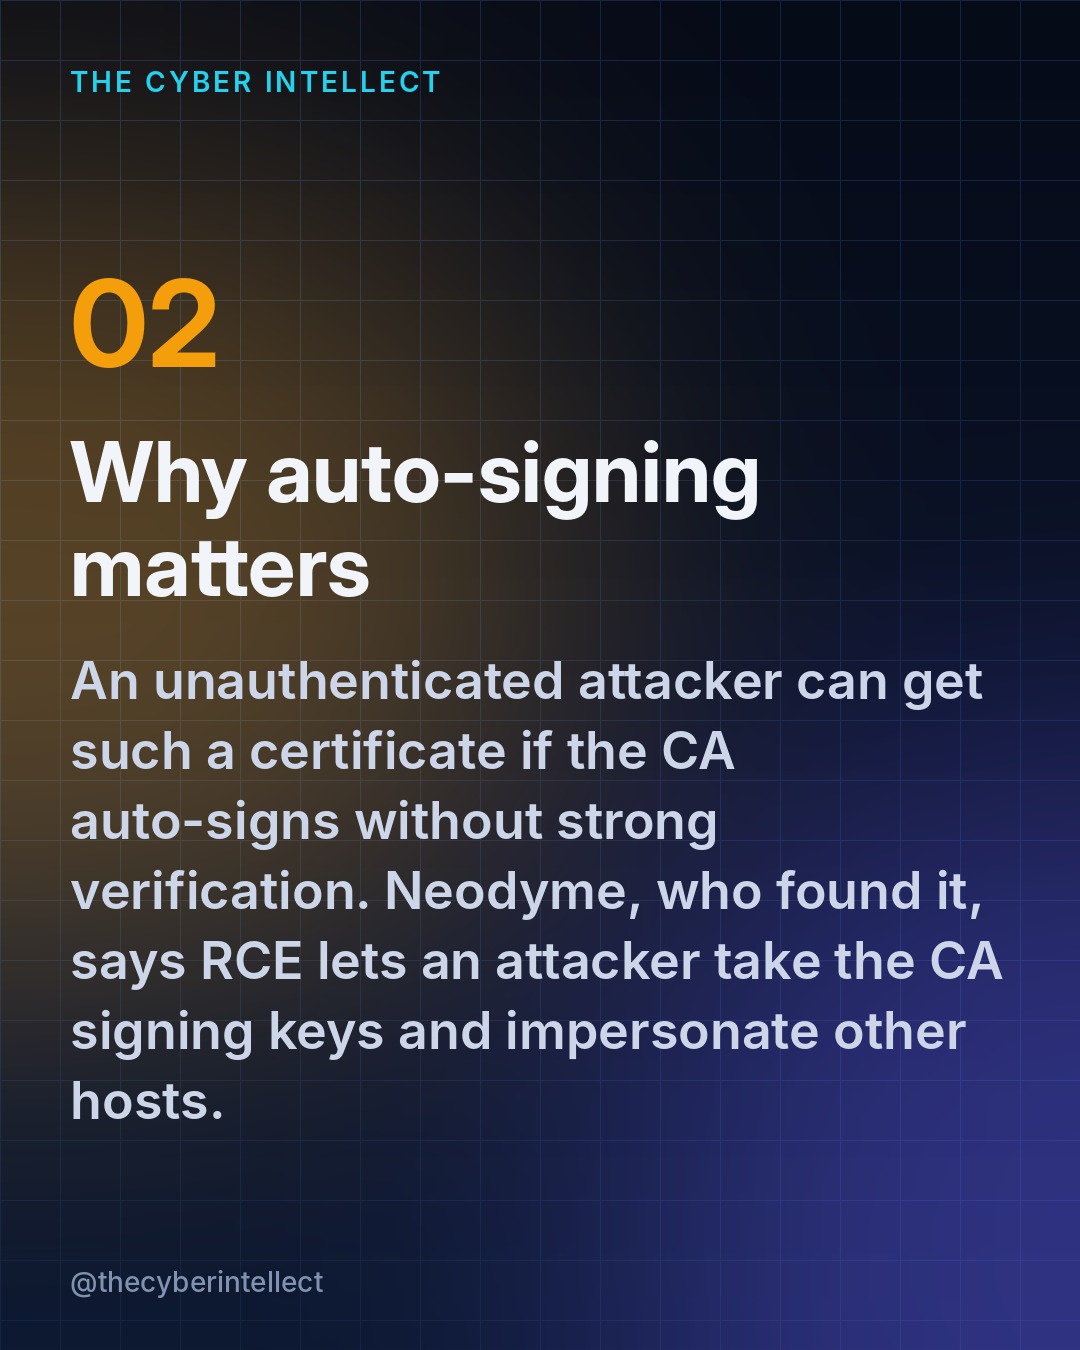 THE CYBER INTELLECT
02
Why auto-signing
matters
An unauthenticated attacker can get
such a certificate if the CA
auto-signs without strong
verification. Neodyme, who found it,
says RCE lets an attacker take the CA
signing keys and impersonate other
hosts.
@thecyberintellect